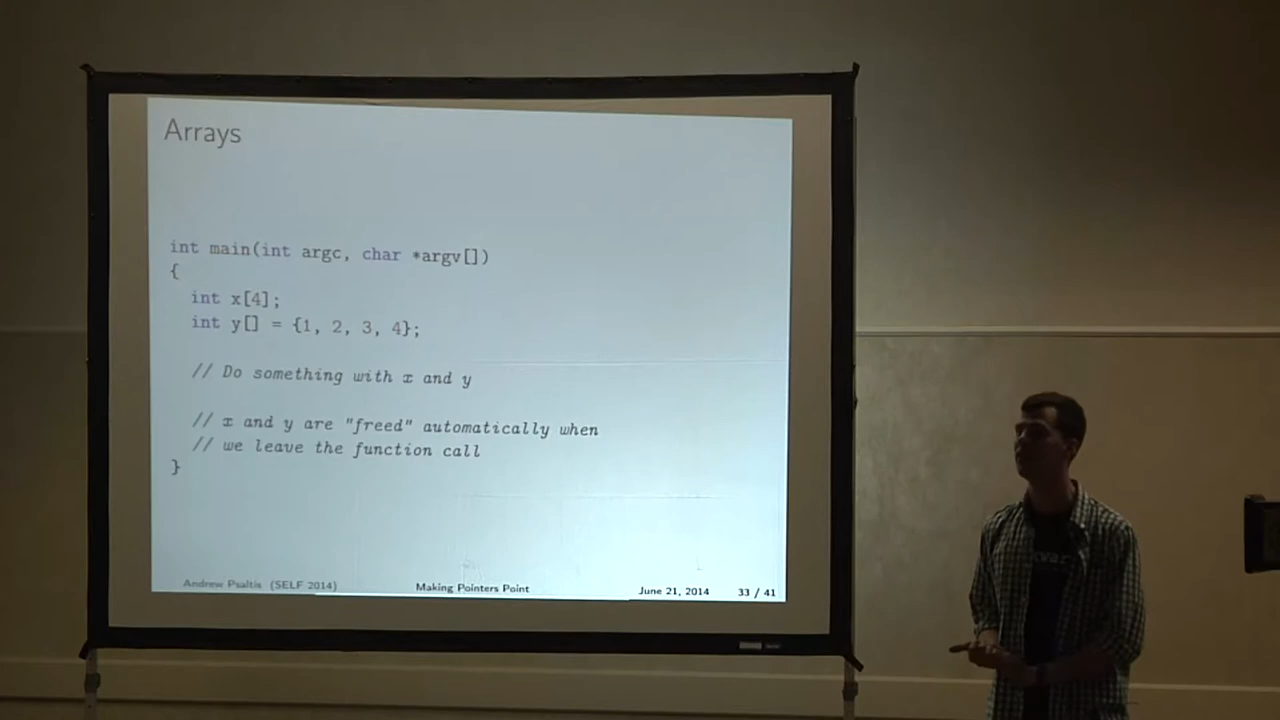 Arrays
int main(int argc, char *argv[])
{
int x[4];
int y[] = {1, 2, 3, 4};
// Do something with x and y
// x and y are "freed" automatically when
// we leave the function call
}
Andrew Psaltis (SELF 2014) Making Pointers Point June 21, 2014 33 / 41